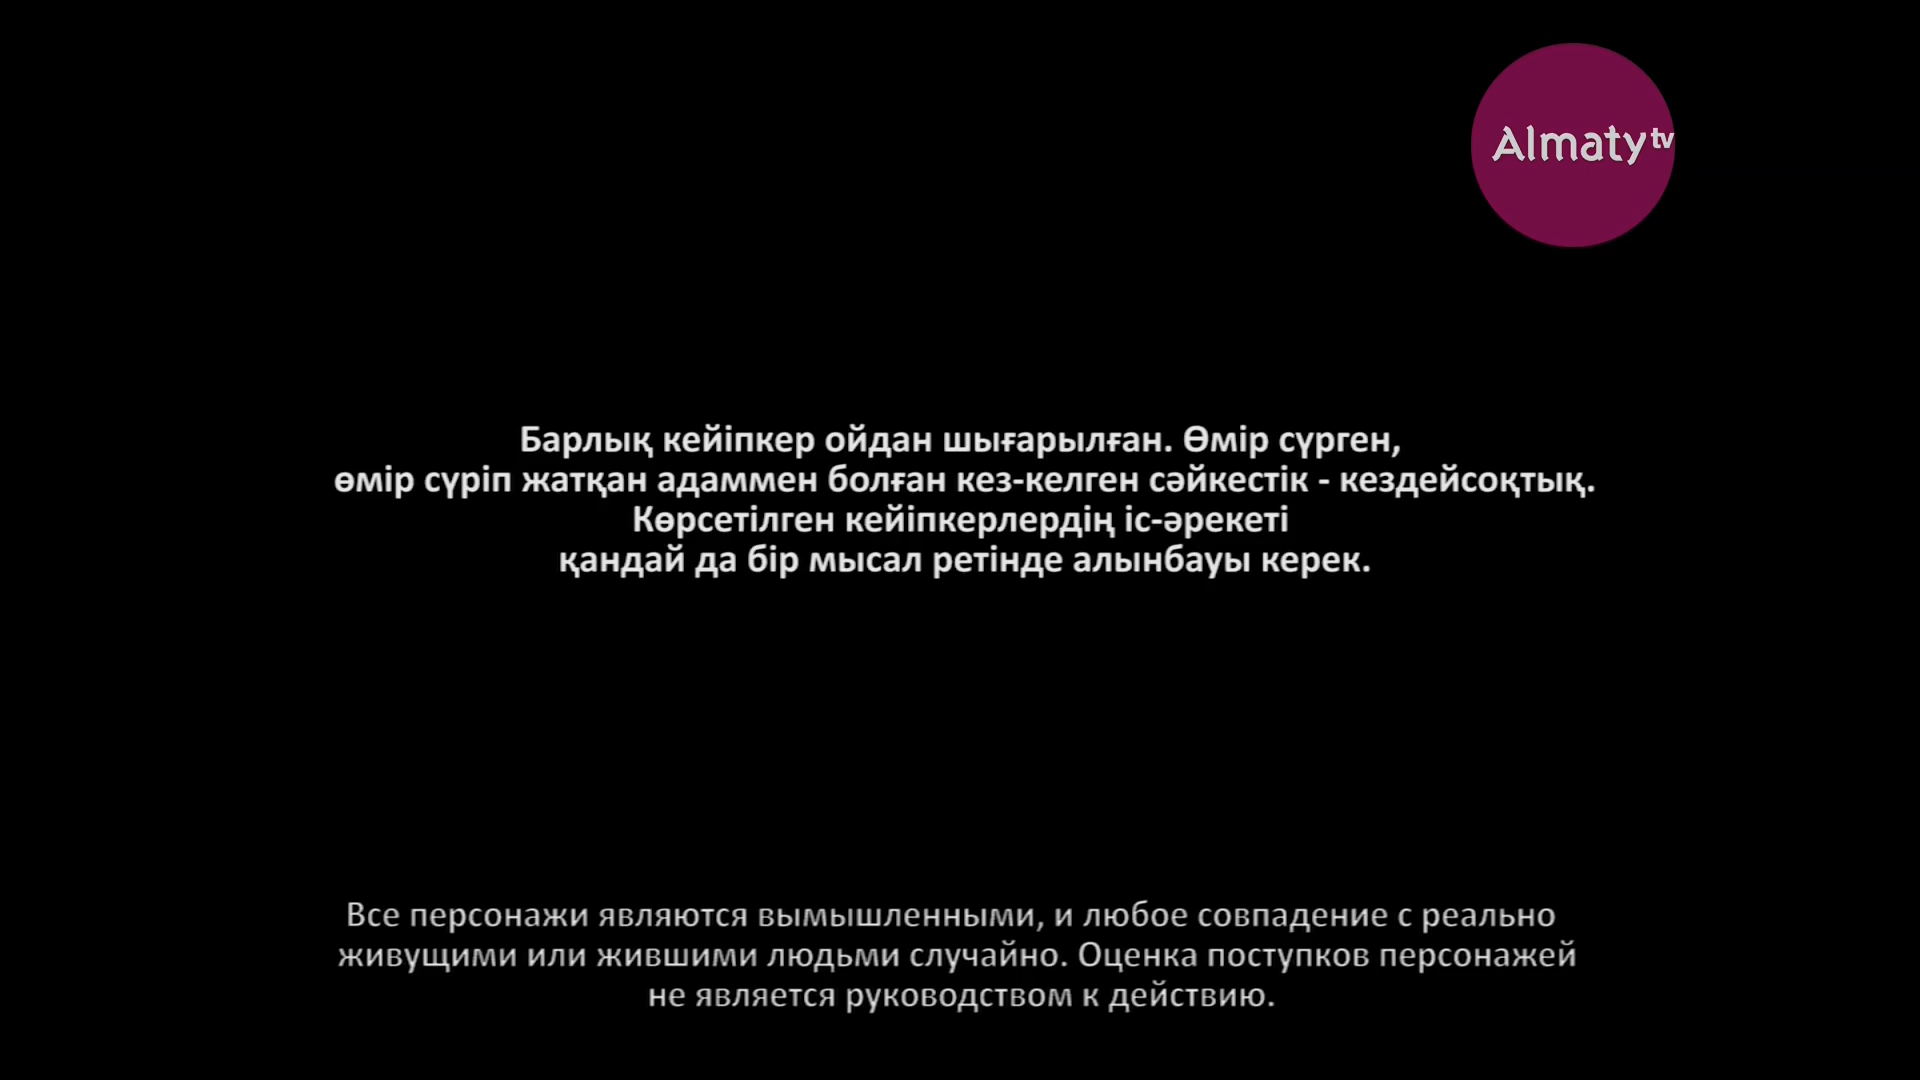 Almaty tv
Барлық кейіпкер ойдан шығарылған. Өмір сүрген,
өмір сүріп жатқан адаммен болған кез-келген сәйкестік - кездейсоқтық.
Көрсетілген кейіпкерлердің іс-әрекеті
қандай да бір мысал ретінде алынбауы керек.
Все персонажи являются вымышленными, и любое совпадение с реально
живущими или жившими людьми случайно. Оценка поступков персонажей
не является руководством к действию.